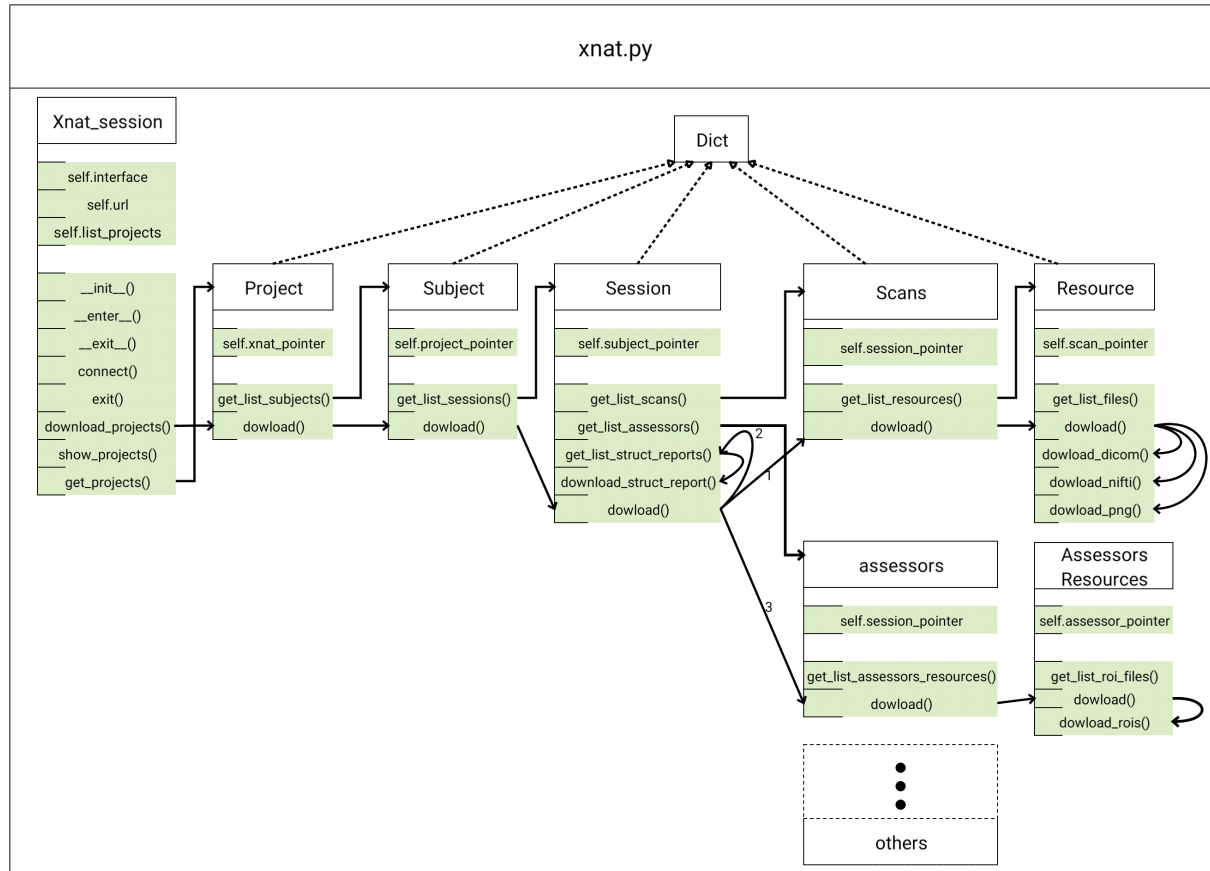 xnat.py
Xnat_session
self.interface
self.url
self.list_projects
__init__()
__enter__()
__exit__()
connect()
exit()
download_projects()
show_projects()
get_projects()
Dict
Project
self.xnat_pointer
get_list_subjects()
dowload()
Subject
self.project_pointer
get_list_sessions()
dowload()
Session
self.subject_pointer
get_list_scans()
get_list_assessors()
get_list_struct_reports()
download_struct_report()
dowload()
2
1
3
Scans
self.session_pointer
get_list_resources()
dowload()
Resource
self.scan_pointer
get_list_files()
dowload()
dowload_dicom()
dowload_nifti()
dowload_png()
assessors
self.session_pointer
get_list_assessors_resources()
dowload()
Assessors
Resources
self.assessor_pointer
get_list_roi_files()
dowload()
dowload_rois()
others